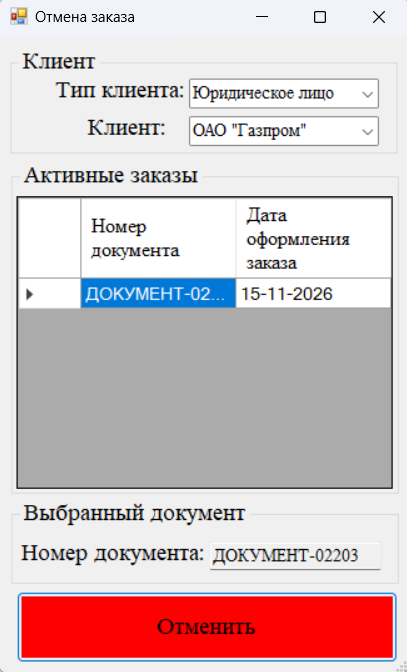 Отмена заказа
Клиент
Тип клиента: Юридическое лицо
Клиент: ОАО "Газпром"
Активные заказы
Номер
документа
Дата
оформления
заказа
ДОКУМЕНТ-02... 15-11-2026
Выбранный документ
Номер документа: ДОКУМЕНТ-02203
Отменить